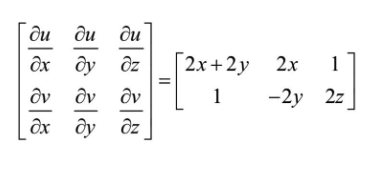 [∂u/∂x ∂u/∂y ∂u/∂z] = [2x+2y 2x 1]
[∂v/∂x ∂v/∂y ∂v/∂z] [1 -2y 2z]